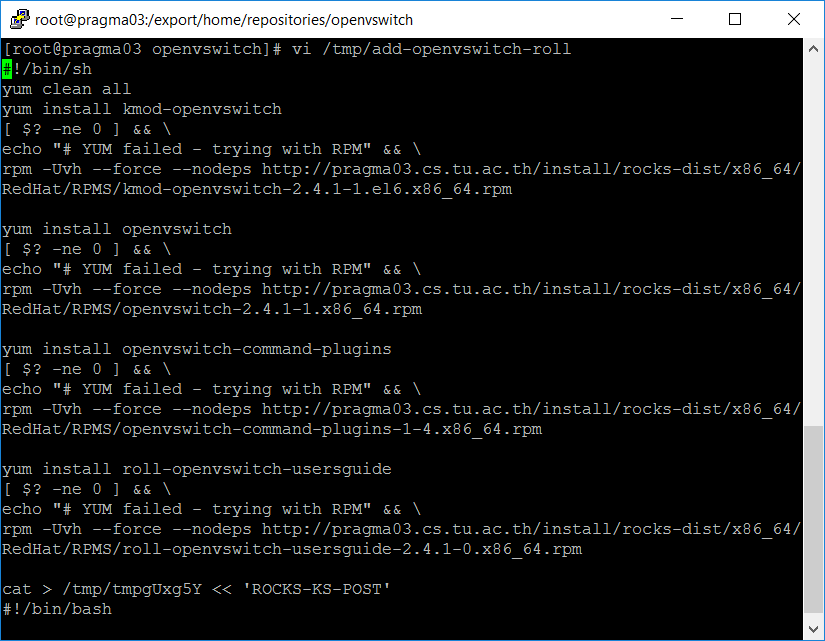 root@pragma03:/export/home/repositories/openvswitch
[root@pragma03 openvswitch]# vi /tmp/add-openvswitch-roll
#!/bin/sh
yum clean all
yum install kmod-openvswitch
[ $? -ne 0 ] && \
echo "# YUM failed - trying with RPM" && \
rpm -Uvh --force --nodeps http://pragma03.cs.tu.ac.th/install/rocks-dist/x86_64/
RedHat/RPMS/kmod-openvswitch-2.4.1-1.el6.x86_64.rpm

yum install openvswitch
[ $? -ne 0 ] && \
echo "# YUM failed - trying with RPM" && \
rpm -Uvh --force --nodeps http://pragma03.cs.tu.ac.th/install/rocks-dist/x86_64/
RedHat/RPMS/openvswitch-2.4.1-1.x86_64.rpm

yum install openvswitch-command-plugins
[ $? -ne 0 ] && \
echo "# YUM failed - trying with RPM" && \
rpm -Uvh --force --nodeps http://pragma03.cs.tu.ac.th/install/rocks-dist/x86_64/
RedHat/RPMS/openvswitch-command-plugins-1-4.x86_64.rpm

yum install roll-openvswitch-usersguide
[ $? -ne 0 ] && \
echo "# YUM failed - trying with RPM" && \
rpm -Uvh --force --nodeps http://pragma03.cs.tu.ac.th/install/rocks-dist/x86_64/
RedHat/RPMS/roll-openvswitch-usersguide-2.4.1-0.x86_64.rpm

cat > /tmp/tmpgUxg5Y << 'ROCKS-KS-POST'
#!/bin/bash